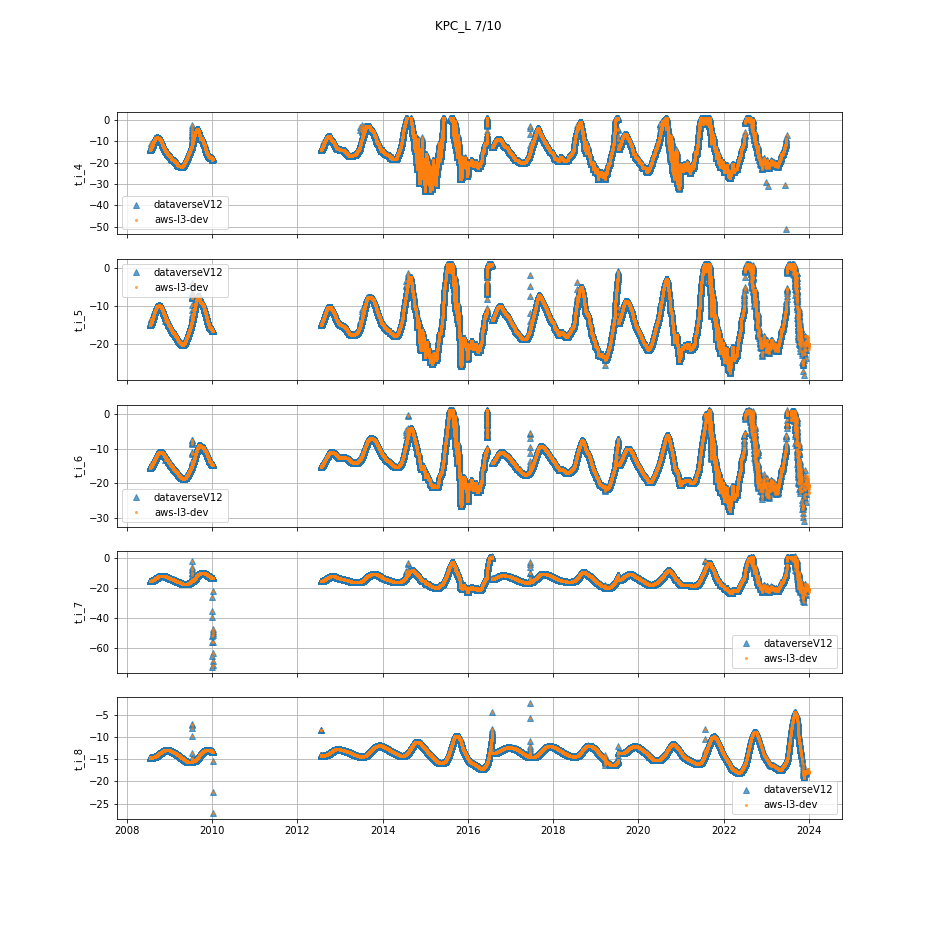 KPC_L 7/10
0
−10
−20
−30
−40
−50
t_i_4
dataverseV12
aws-l3-dev
0
−10
−20
t_i_5
dataverseV12
aws-l3-dev
0
−10
−20
−30
t_i_6
dataverseV12
aws-l3-dev
0
−20
−40
−60
t_i_7
dataverseV12
aws-l3-dev
−5
−10
−15
−20
−25
t_i_8
dataverseV12
aws-l3-dev
2008 2010 2012 2014 2016 2018 2020 2022 2024